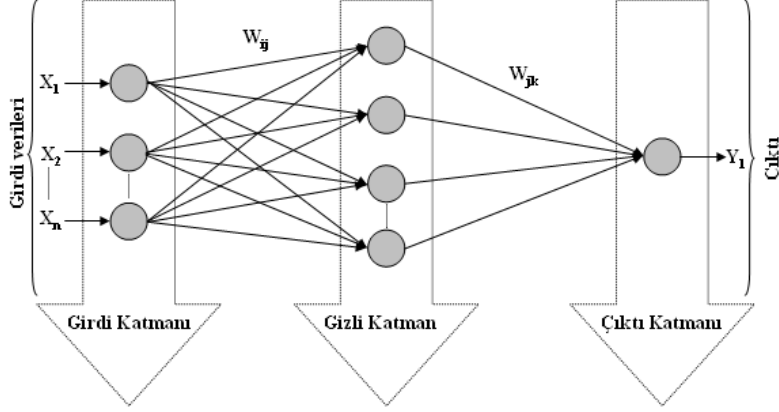 Girdi verileri
X1
X2
Xn
Wij
Wjk
Y1
Çıktı
Girdi Katmanı
Gizli Katman
Çıktı Katmanı